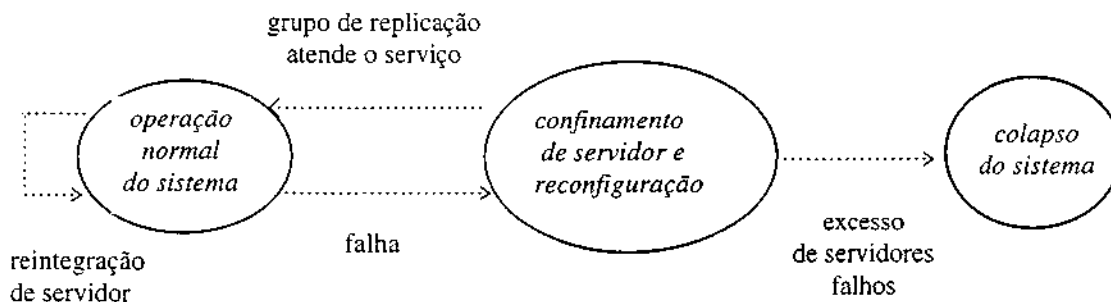 grupo de replicação
atende o serviço
operação
normal
do sistema
confinamento
de servidor e
reconfiguração
colapso
do sistema
falha
excesso
de servidores
falhos
reintegração
de servidor